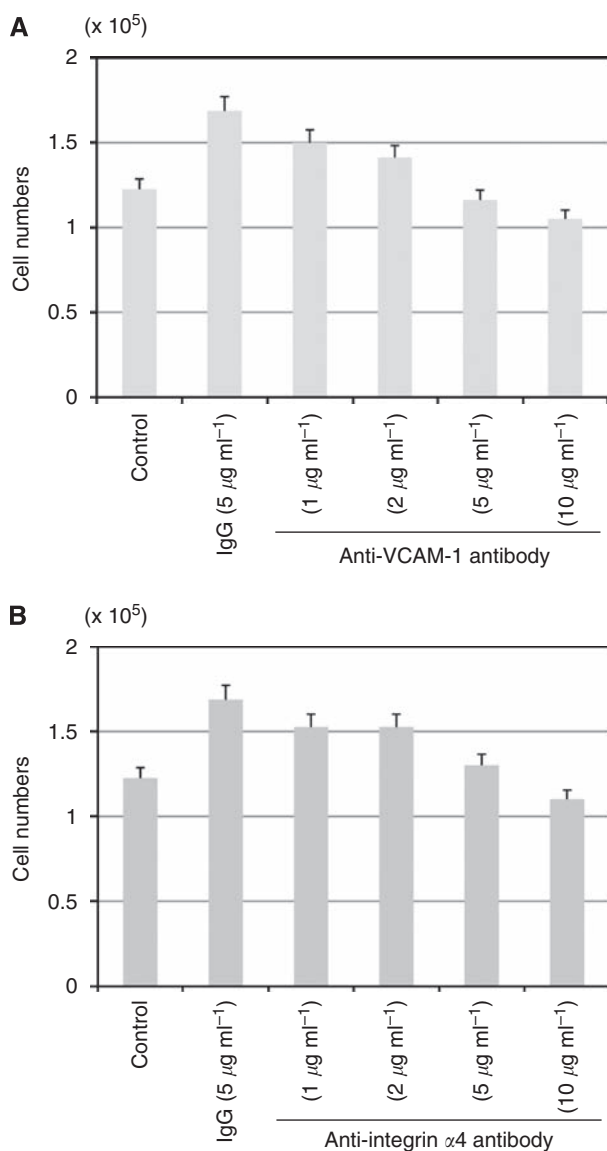 A (x 10⁵)
2
1.5
1
0.5
0
Cell numbers
Control
IgG (5 μg ml⁻¹)
(1 μg ml⁻¹)
(2 μg ml⁻¹)
(5 μg ml⁻¹)
(10 μg ml⁻¹)
Anti-VCAM-1 antibody
B (x 10⁵)
2
1.5
1
0.5
0
Cell numbers
Control
IgG (5 μg ml⁻¹)
(1 μg ml⁻¹)
(2 μg ml⁻¹)
(5 μg ml⁻¹)
(10 μg ml⁻¹)
Anti-integrin α4 antibody